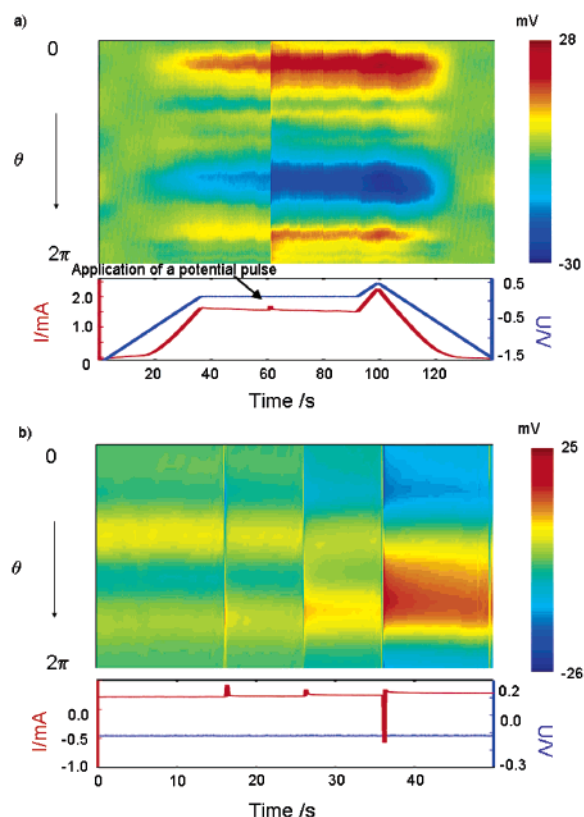 a)
mV
0
28
θ
2π
-30
Application of a potential pulse
I/mA
2.0
1.0
0
0.5
-0.5
-1.5
U/V
20 40 60 80 100 120
Time /s
b)
mV
0
25
θ
2π
-26
I/mA
0.0
-0.5
-1.0
0.2
0.0
-0.3
U/V
0 10 20 30 40
Time /s